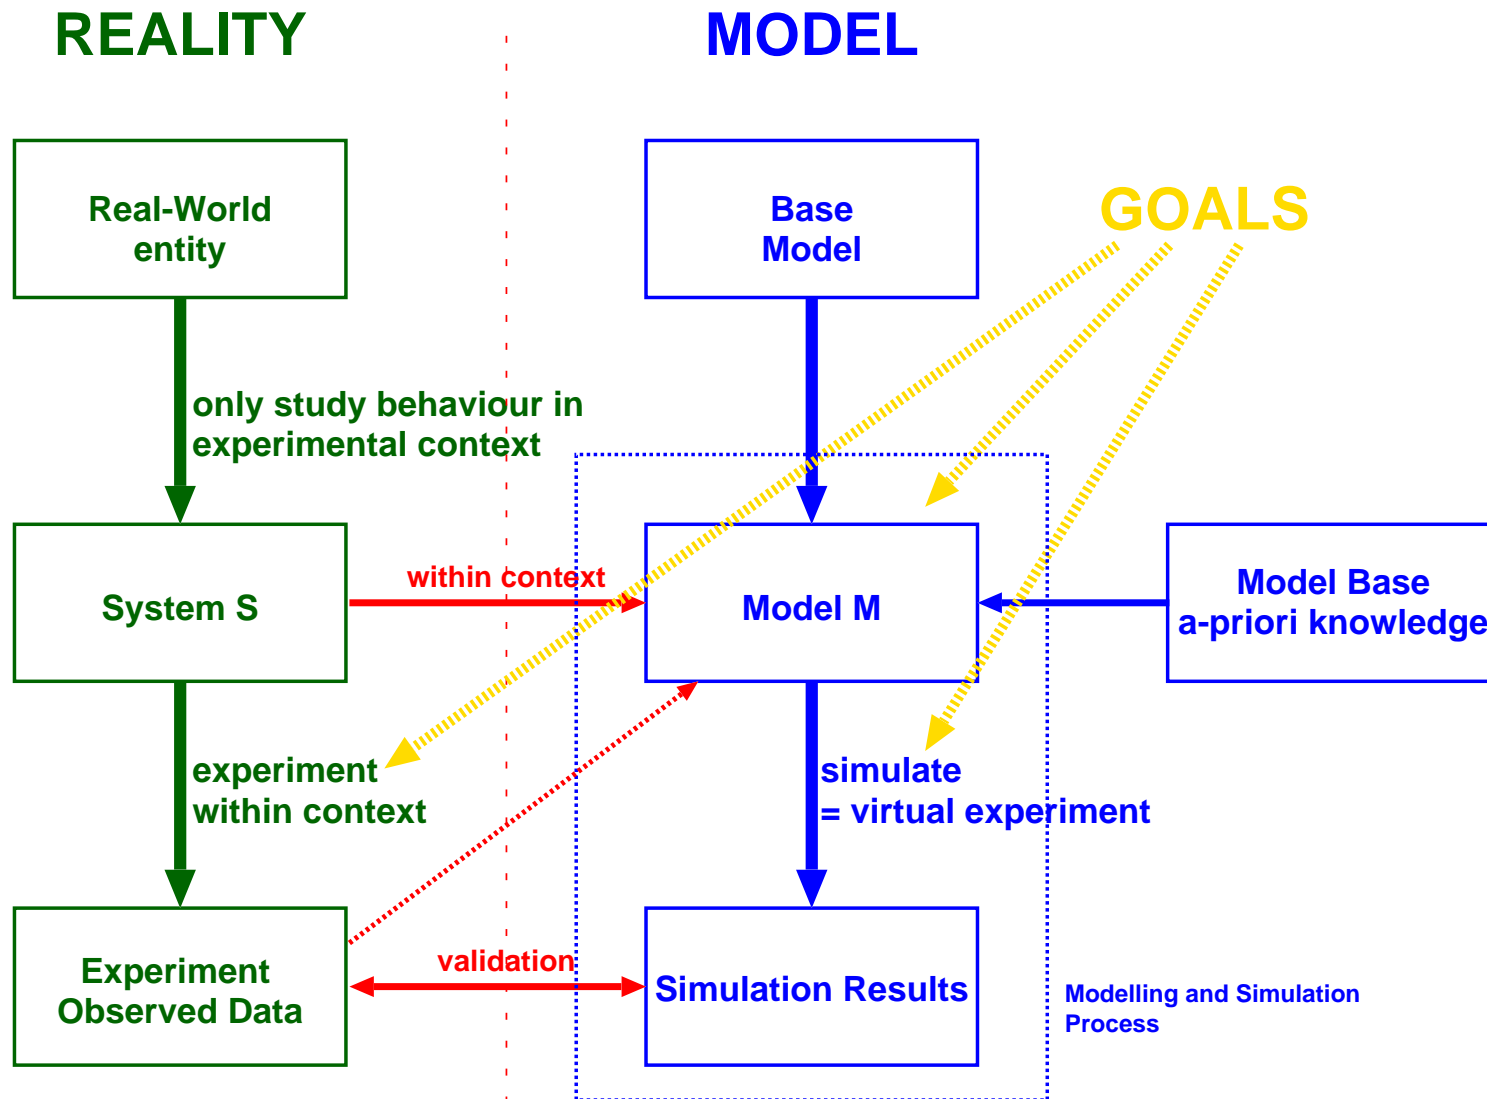 REALITY
MODEL
Real-World
entity
Base
Model
GOALS
only study behaviour in
experimental context
System S
within context
Model M
Model Base
a-priori knowledge
experiment
within context
simulate
= virtual experiment
Experiment
Observed Data
validation
Simulation Results
Modelling and Simulation
Process